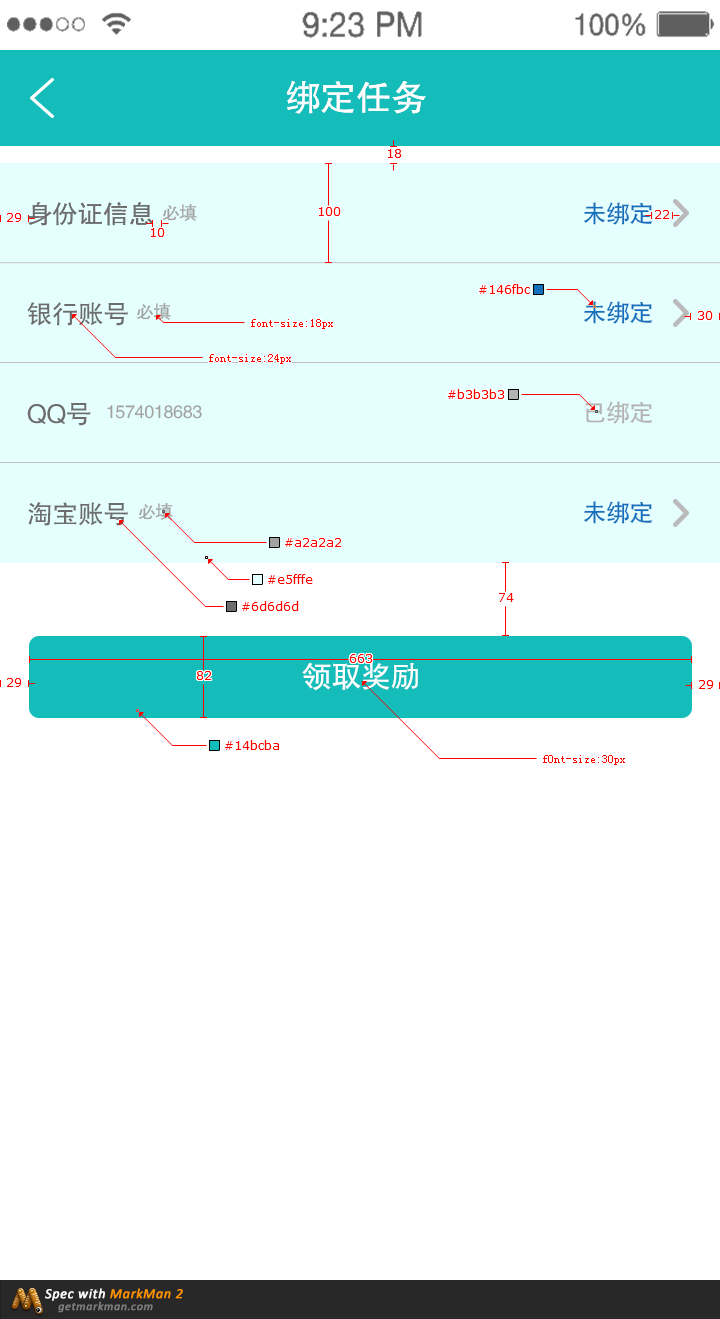 9:23 PM 100%
绑定任务
18
29 身份证信息 必填 100 未绑定 22
10
#146fbc
银行账号 必填 未绑定 30
font-size:18px
font-size:24px
#b3b3b3
QQ号 1574018683 已绑定
淘宝账号 必填 未绑定
#a2a2a2
#e5fffe
74
#6d6d6d
663
29 82 领取奖励 29
#14bcba
f0nt-size:30px
Spec with MarkMan 2
getmarkman.com